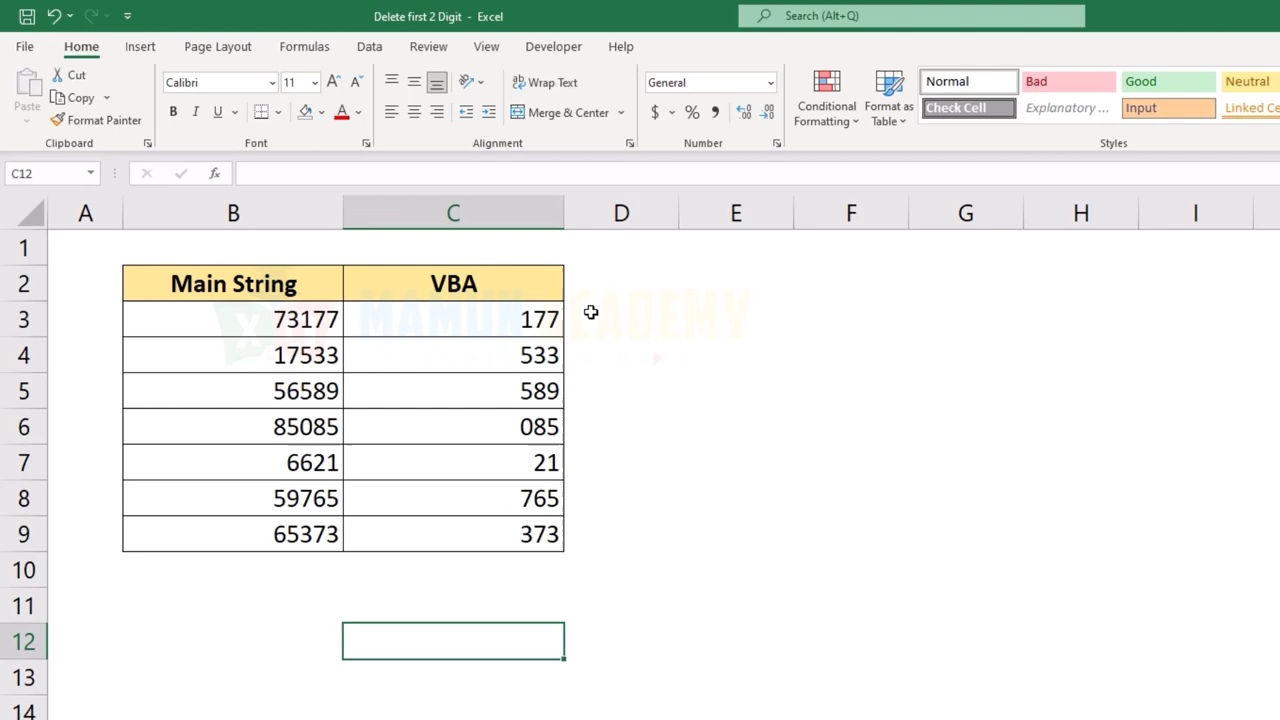 Delete first 2 Digit - Excel
Search (Alt+Q)
File Home Insert Page Layout Formulas Data Review View Developer Help
Paste
Cut
Copy
Format Painter
Clipboard
Calibri 11
B I U
Font
Wrap Text
Merge & Center
Alignment
General
$ % ,
Number
Conditional Formatting
Format as Table
Normal Bad Good Neutral
Check Cell Explanatory ... Input Linked Ce
Styles
C12 fx
A B C D E F G H I
1
2 Main String VBA
3 73177 177
4 17533 533
5 56589 589
6 85085 085
7 6621 21
8 59765 765
9 65373 373
10
11
12
13
14
MAMUN ACADEMY